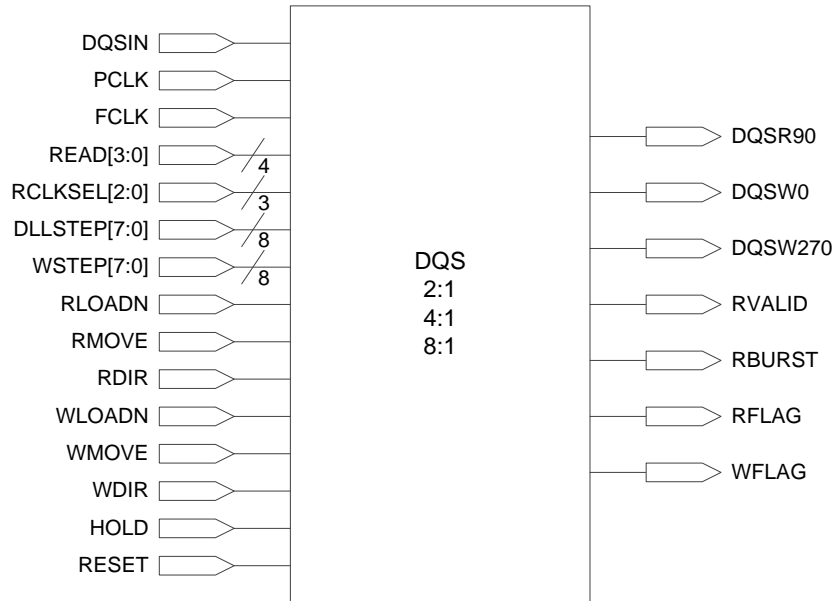 DQSIN
PCLK
FCLK
READ[3:0]
4
RCLKSEL[2:0]
3
DLLSTEP[7:0]
8
WSTEP[7:0]
8
RLOADN
RMOVE
RDIR
WLOADN
WMOVE
WDIR
HOLD
RESET
DQS
2:1
4:1
8:1
DQSR90
DQSW0
DQSW270
RVALID
RBURST
RFLAG
WFLAG